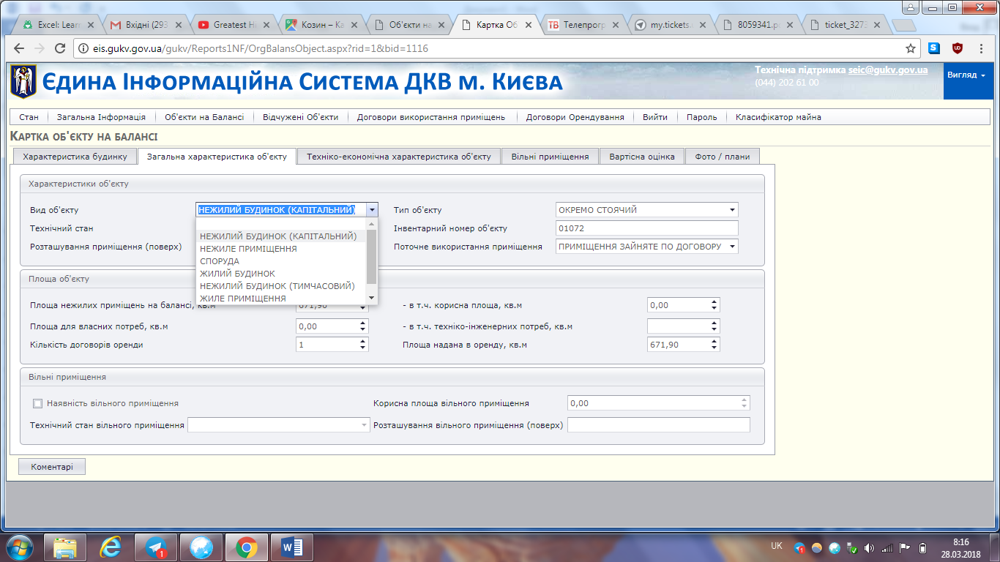 Excel: Lear
Вхідні (293
Greatest Hi
Козин – Ка
Об'єкти на
Картка Об
Телепрогр
my.tickets.
8059341.p
ticket_3273
eis.gukv.gov.ua/gukv/Reports1NF/OrgBalansObject.aspx?rid=1&bid=1116
Єдина Інформаційна Система ДКВ м. Києва
Технічна підтримка seic@gukv.gov.ua
(044) 202 61 00
Вигляд
Стан Загальна Інформація Об'єкти на Балансі Відчужені Об'єкти Договори використання приміщень Договори Орендування Вийти Пароль Класифікатор майна
Картка об'єкту на балансі
Характеристика будинку Загальна характеристика об'єкту Техніко-економічна характеристика об'єкту Вільні приміщення Вартісна оцінка Фото / плани
Характеристики об'єкту
Вид об'єкту НЕЖИЛИЙ БУДИНОК (КАПІТАЛЬНИЙ) Тип об'єкту ОКРЕМО СТОЯЧИЙ
Технічний стан Інвентарний номер об'єкту 01072
Розташування приміщення (поверх) Поточне використання приміщення ПРИМІЩЕННЯ ЗАЙНЯТЕ ПО ДОГОВОРУ
НЕЖИЛИЙ БУДИНОК (КАПІТАЛЬНИЙ)
НЕЖИЛЕ ПРИМІЩЕННЯ
СПОРУДА
ЖИЛИЙ БУДИНОК
НЕЖИЛИЙ БУДИНОК (ТИМЧАСОВИЙ)
ЖИЛЕ ПРИМІЩЕННЯ
Площа об'єкту
Площа нежилих приміщень на балансі, кв.м 671,90 - в т.ч. корисна площа, кв.м 0,00
Площа для власних потреб, кв.м 0,00 - в т.ч. техніко-інженерних потреб, кв.м
Кількість договорів оренди 1 Площа надана в оренду, кв.м 671,90
Вільні приміщення
Наявність вільного приміщення Корисна площа вільного приміщення 0,00
Технічний стан вільного приміщення Розташування вільного приміщення (поверх)
Коментарі
UK
8:16
28.03.2018